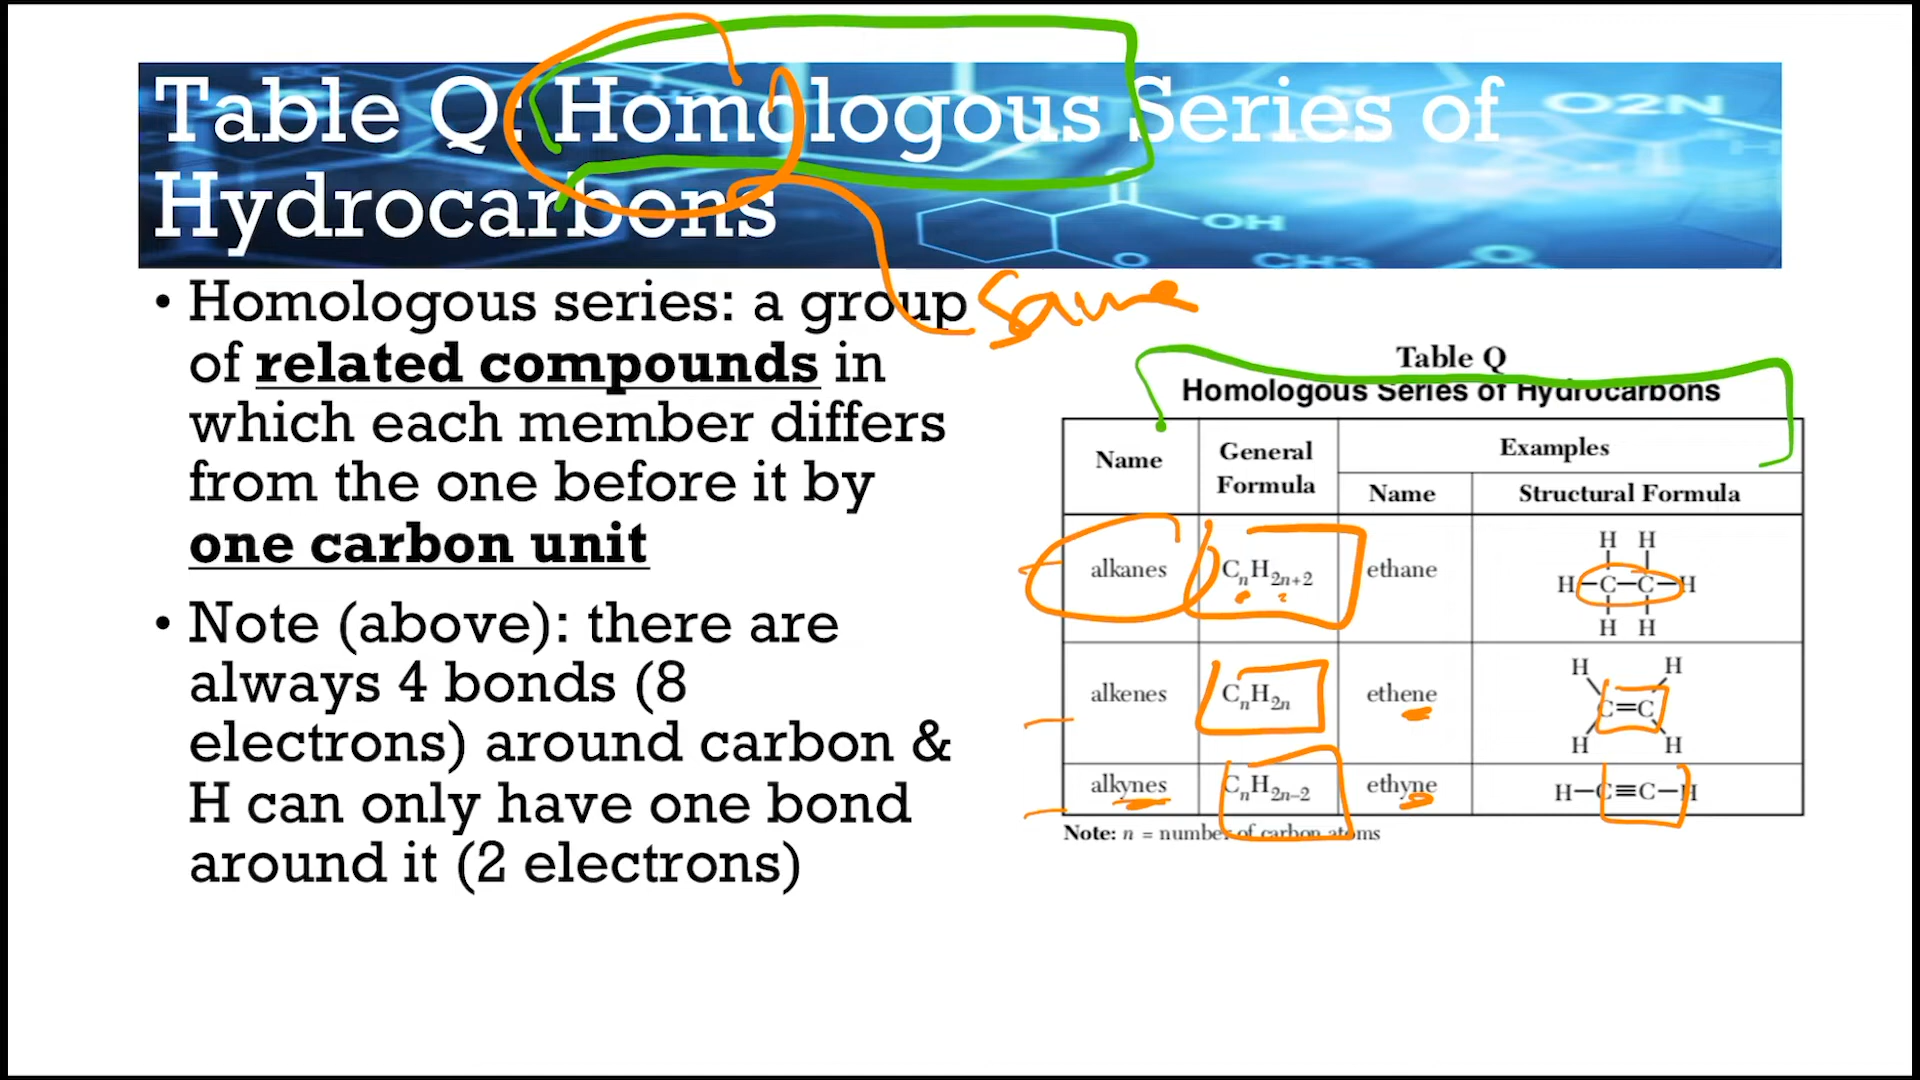 Table Q: Homologous Series of
Hydrocarbons
O2N
OH
O
CH3
O
• Homologous series: a group
of related compounds in
which each member differs
from the one before it by
one carbon unit
• Note (above): there are
always 4 bonds (8
electrons) around carbon &
H can only have one bond
around it (2 electrons)
Same
Table Q
Homologous Series of Hydrocarbons
Name
General
Formula
Examples
Name
Structural Formula
alkanes
CₙH₂ₙ₊₂
ethane
H H
H–C–C–H
H H
alkenes
CₙH₂ₙ
ethene
H H
C=C
H H
alkynes
CₙH₂ₙ₋₂
ethyne
H–C≡C–H
Note: n = number of carbon atoms